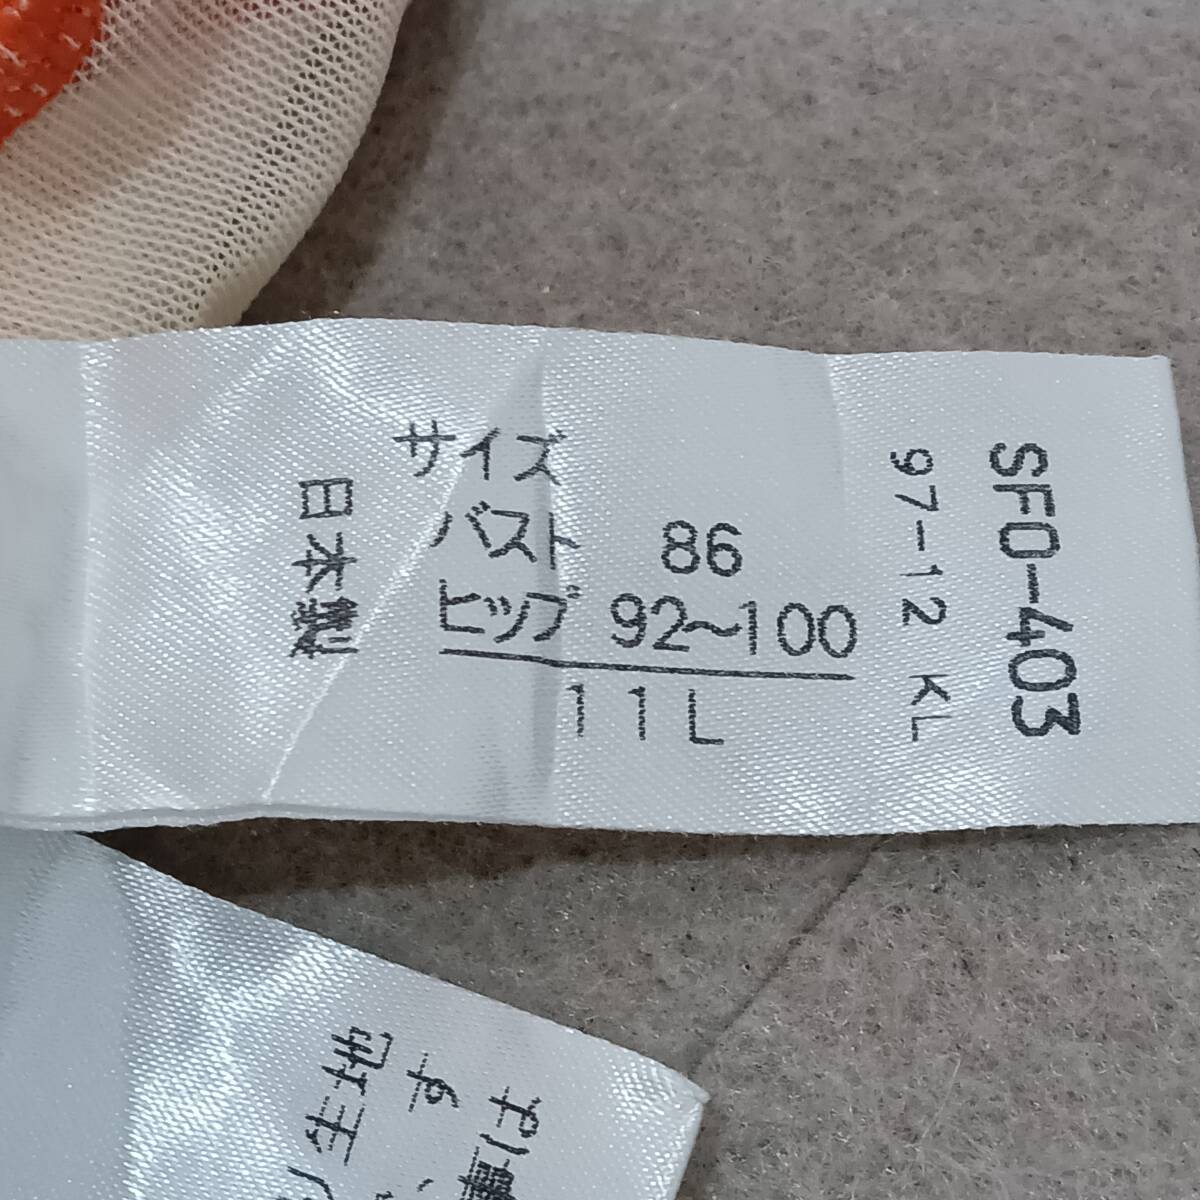 サイズ
バスト 86
ヒップ 92~100
11L
日本製
97-12 KL
SFO-403